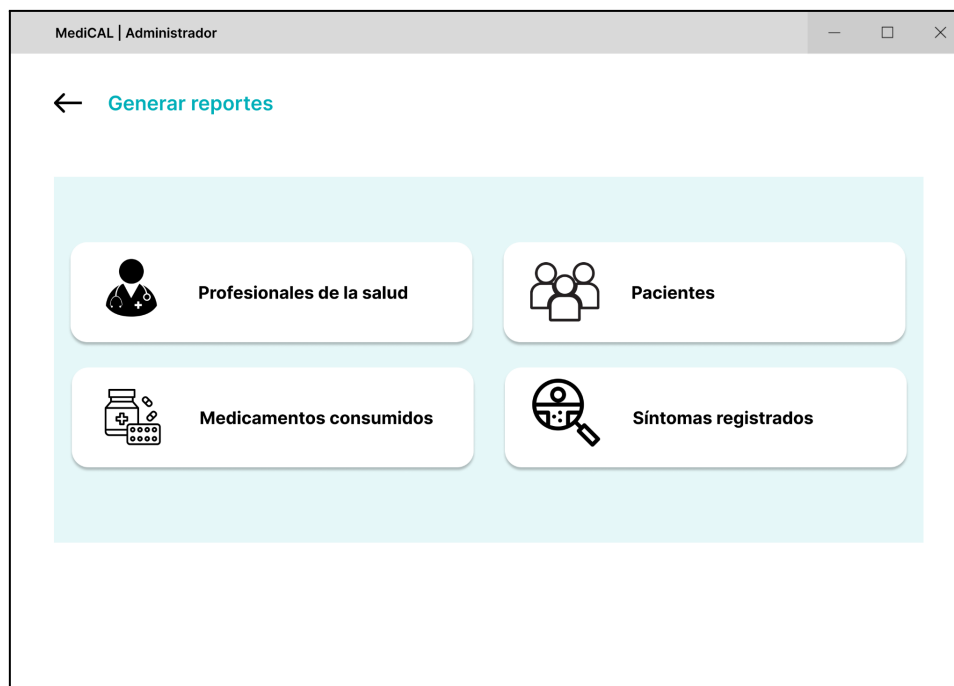 MediCAL | Administrador
Generar reportes
Profesionales de la salud
Pacientes
Medicamentos consumidos
Síntomas registrados